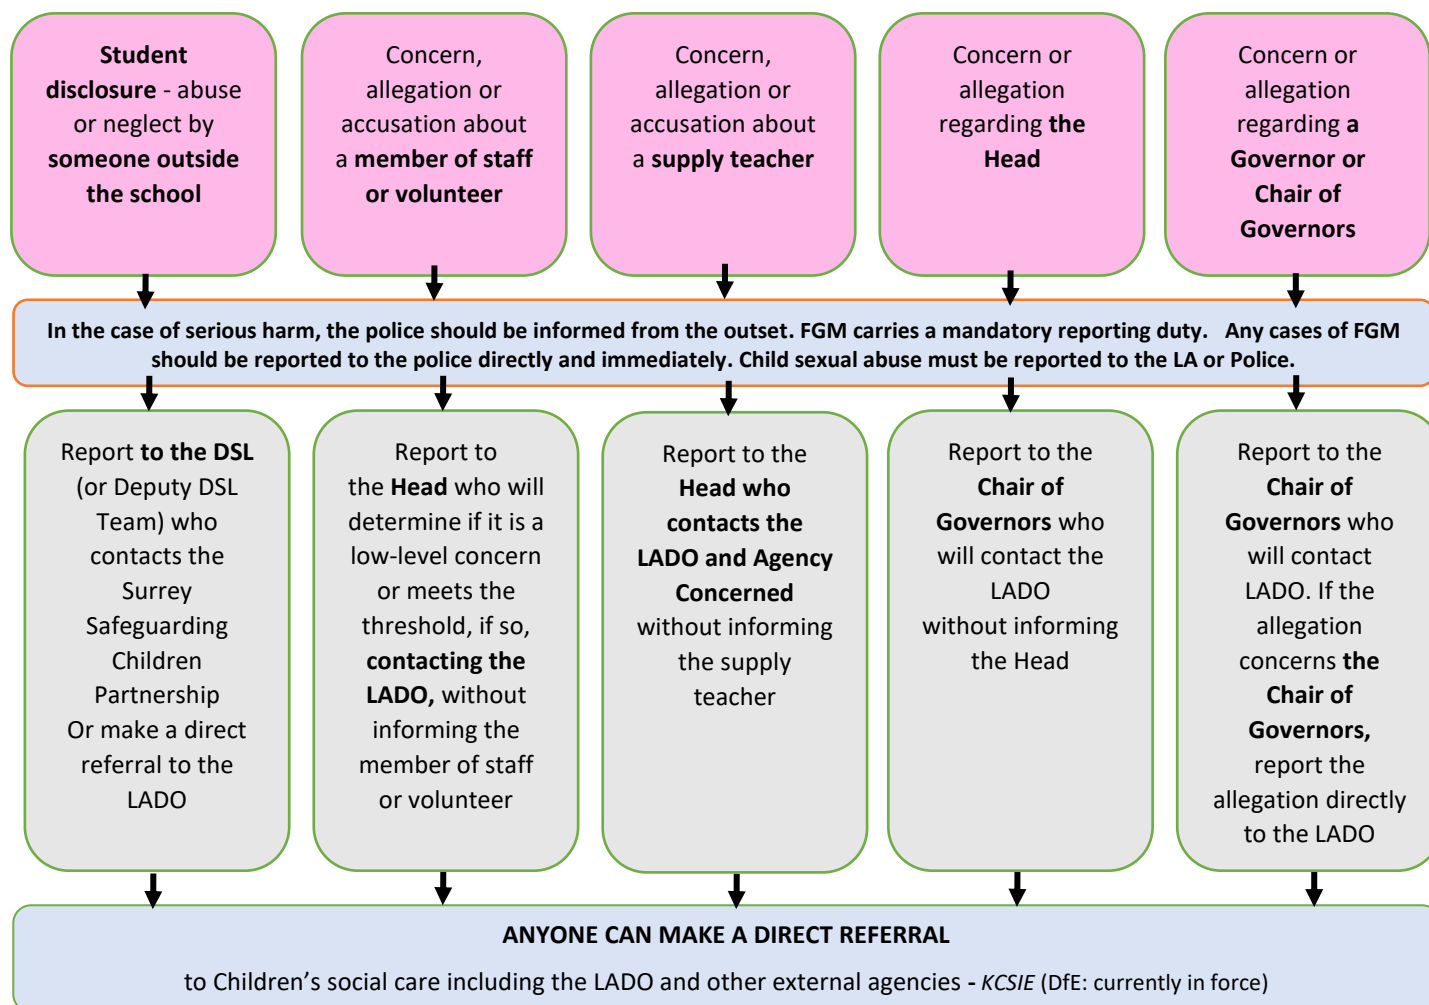 Student
disclosure - abuse
or neglect by
someone outside
the school
Concern,
allegation or
accusation about
a member of staff
or volunteer
Concern,
allegation or
accusation about
a supply teacher
Concern or
allegation
regarding the
Head
Concern or
allegation
regarding a
Governor or
Chair of
Governors
In the case of serious harm, the police should be informed from the outset. FGM carries a mandatory reporting duty.   Any cases of FGM
should be reported to the police directly and immediately. Child sexual abuse must be reported to the LA or Police.
Report to the DSL
(or Deputy DSL
Team) who
contacts the
Surrey
Safeguarding
Children
Partnership
Or make a direct
referral to the
LADO
Report to
the Head who will
determine if it is a
low-level concern
or meets the
threshold, if so,
contacting the
LADO, without
informing the
member of staff
or volunteer
Report to the
Head who
contacts the
LADO and Agency
Concerned
without informing
the supply
teacher
Report to the
Chair of
Governors who
will contact the
LADO
without informing
the Head
Report to the
Chair of
Governors who
will contact
LADO. If the
allegation
concerns the
Chair of
Governors,
report the
allegation directly
to the LADO
ANYONE CAN MAKE A DIRECT REFERRAL
to Children’s social care including the LADO and other external agencies - KCSIE (DfE: currently in force)